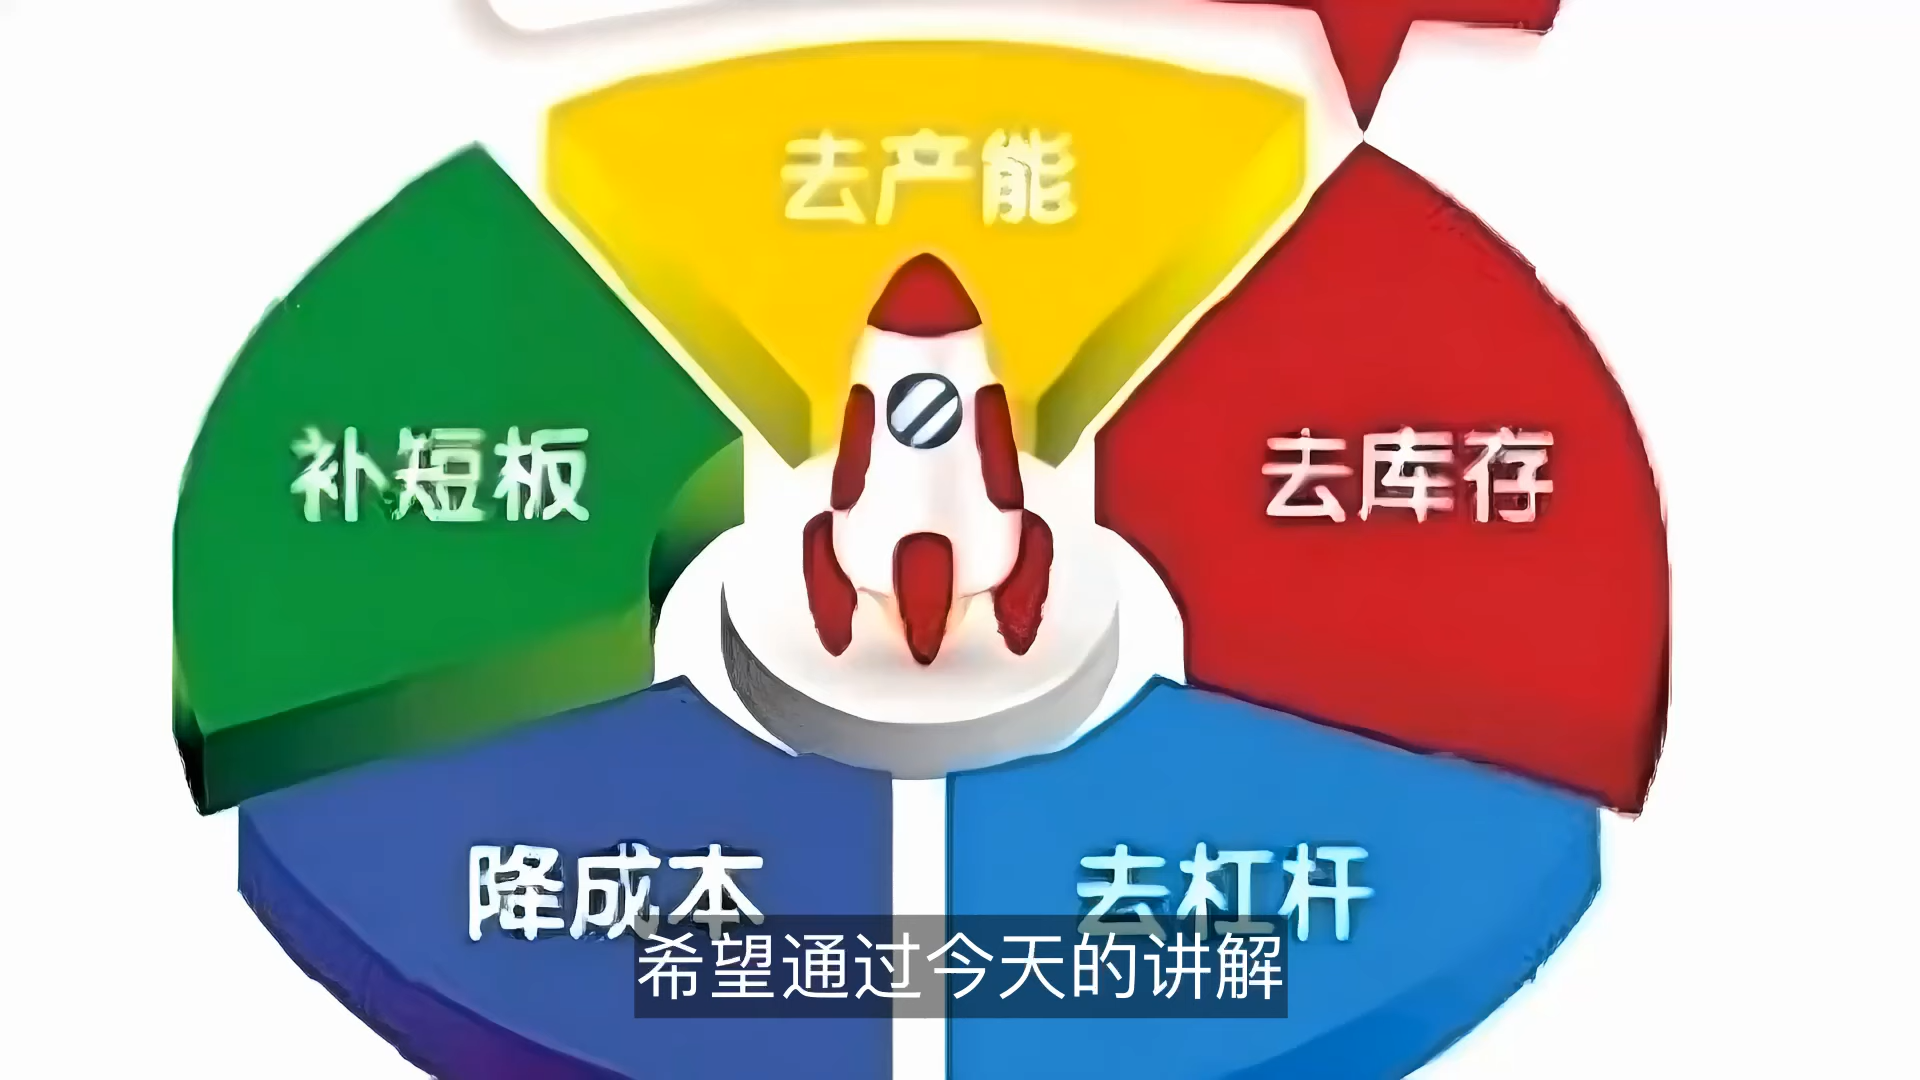 去产能
补短板
去库存
降成本
去杠杆
希望通过今天的讲解